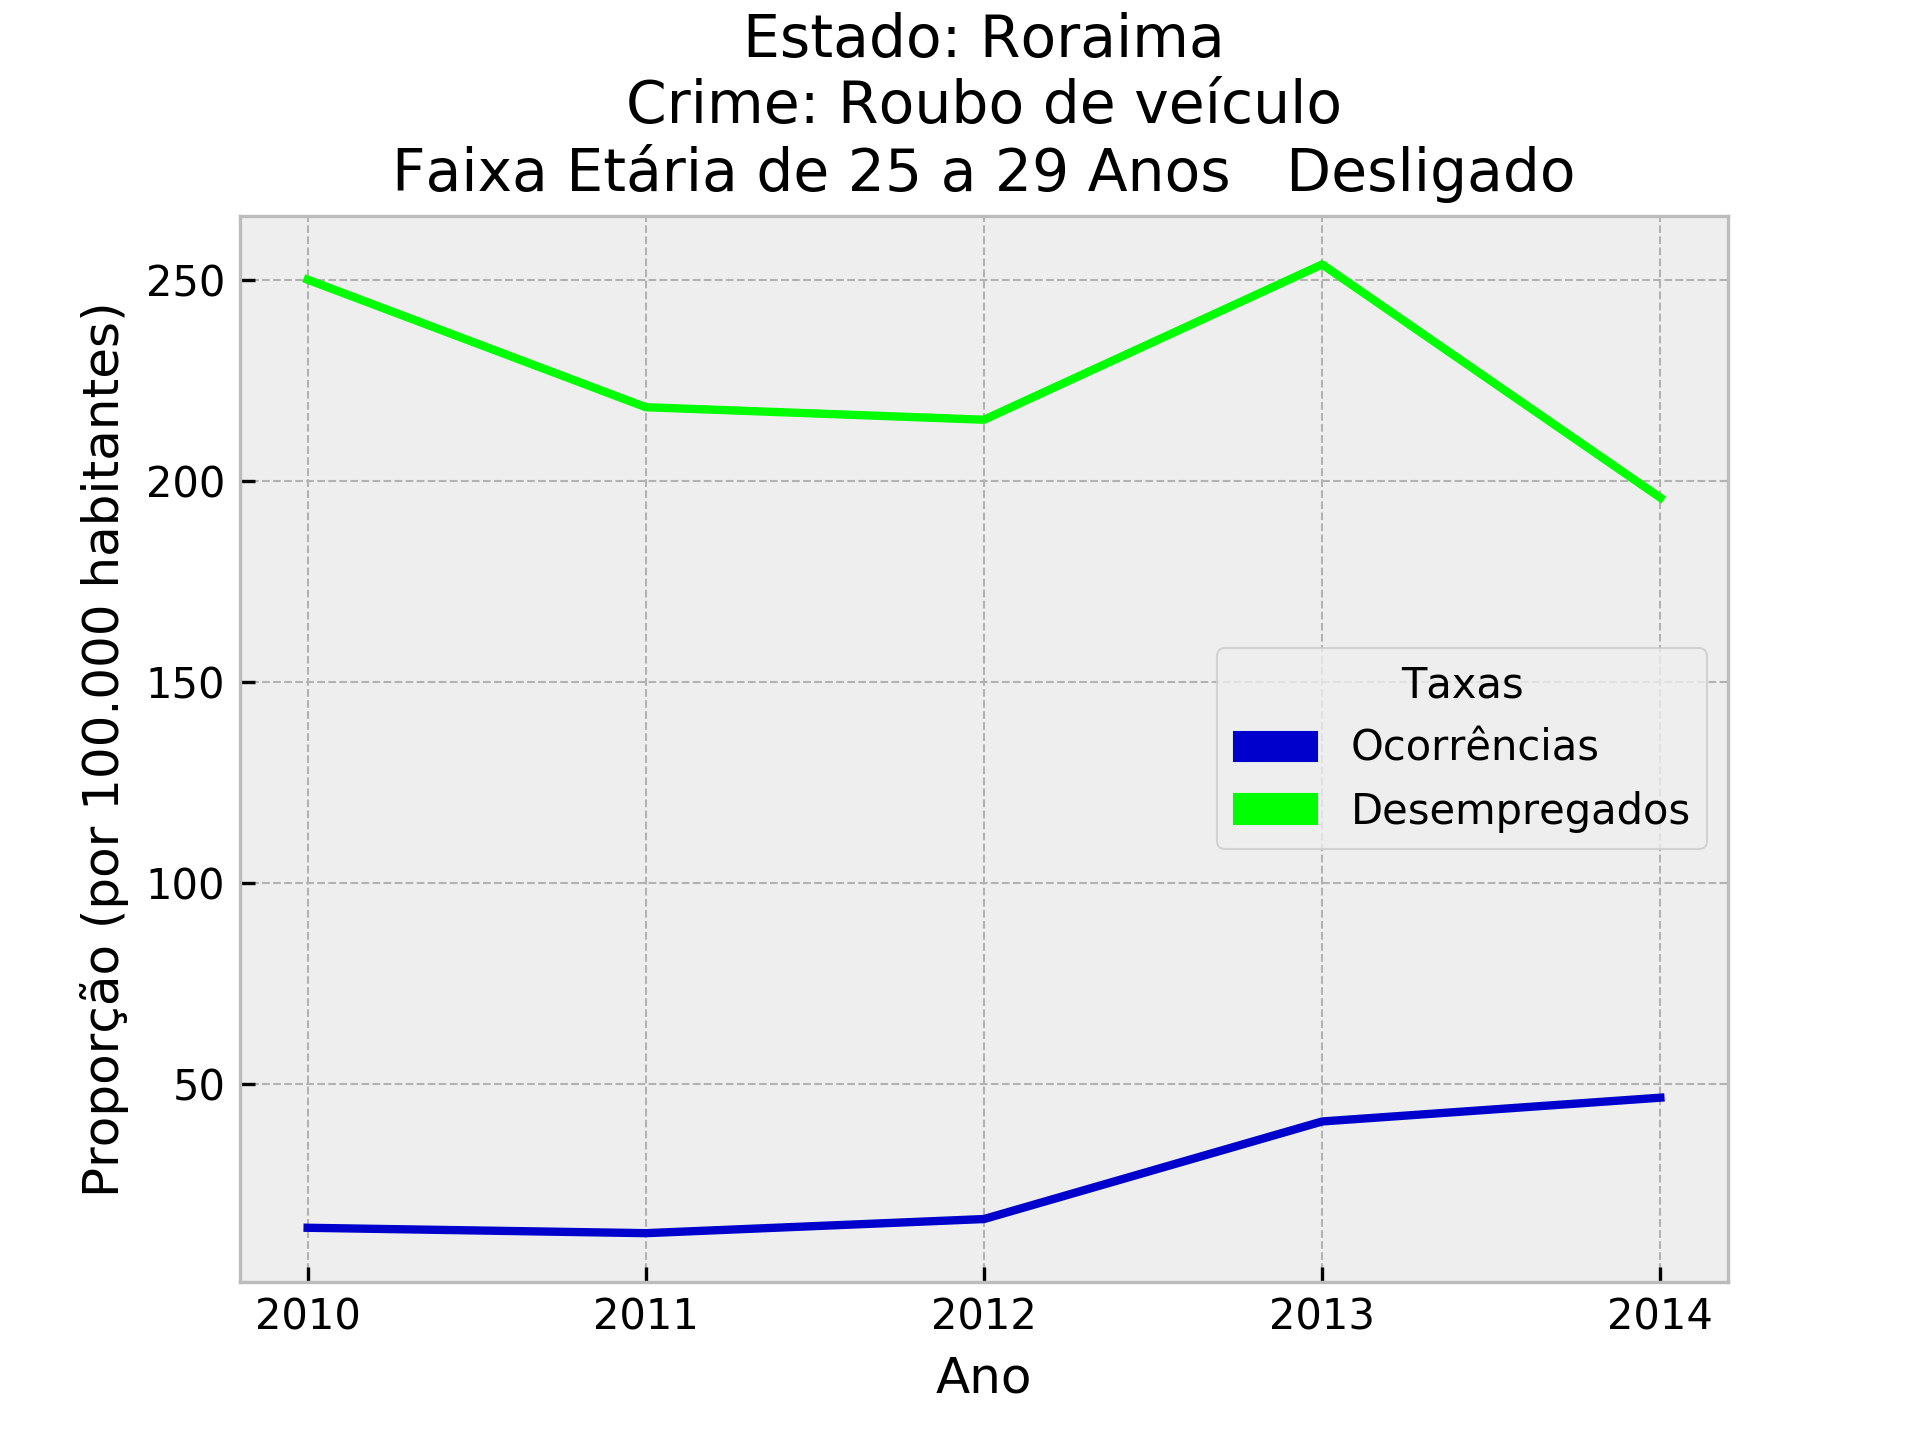 Estado: Roraima
Crime: Roubo de veículo
Faixa Etária de 25 a 29 Anos   Desligado
Proporção (por 100.000 habitantes)
250
200
150
100
50
Taxas
Ocorrências
Desempregados
2010 2011 2012 2013 2014
Ano